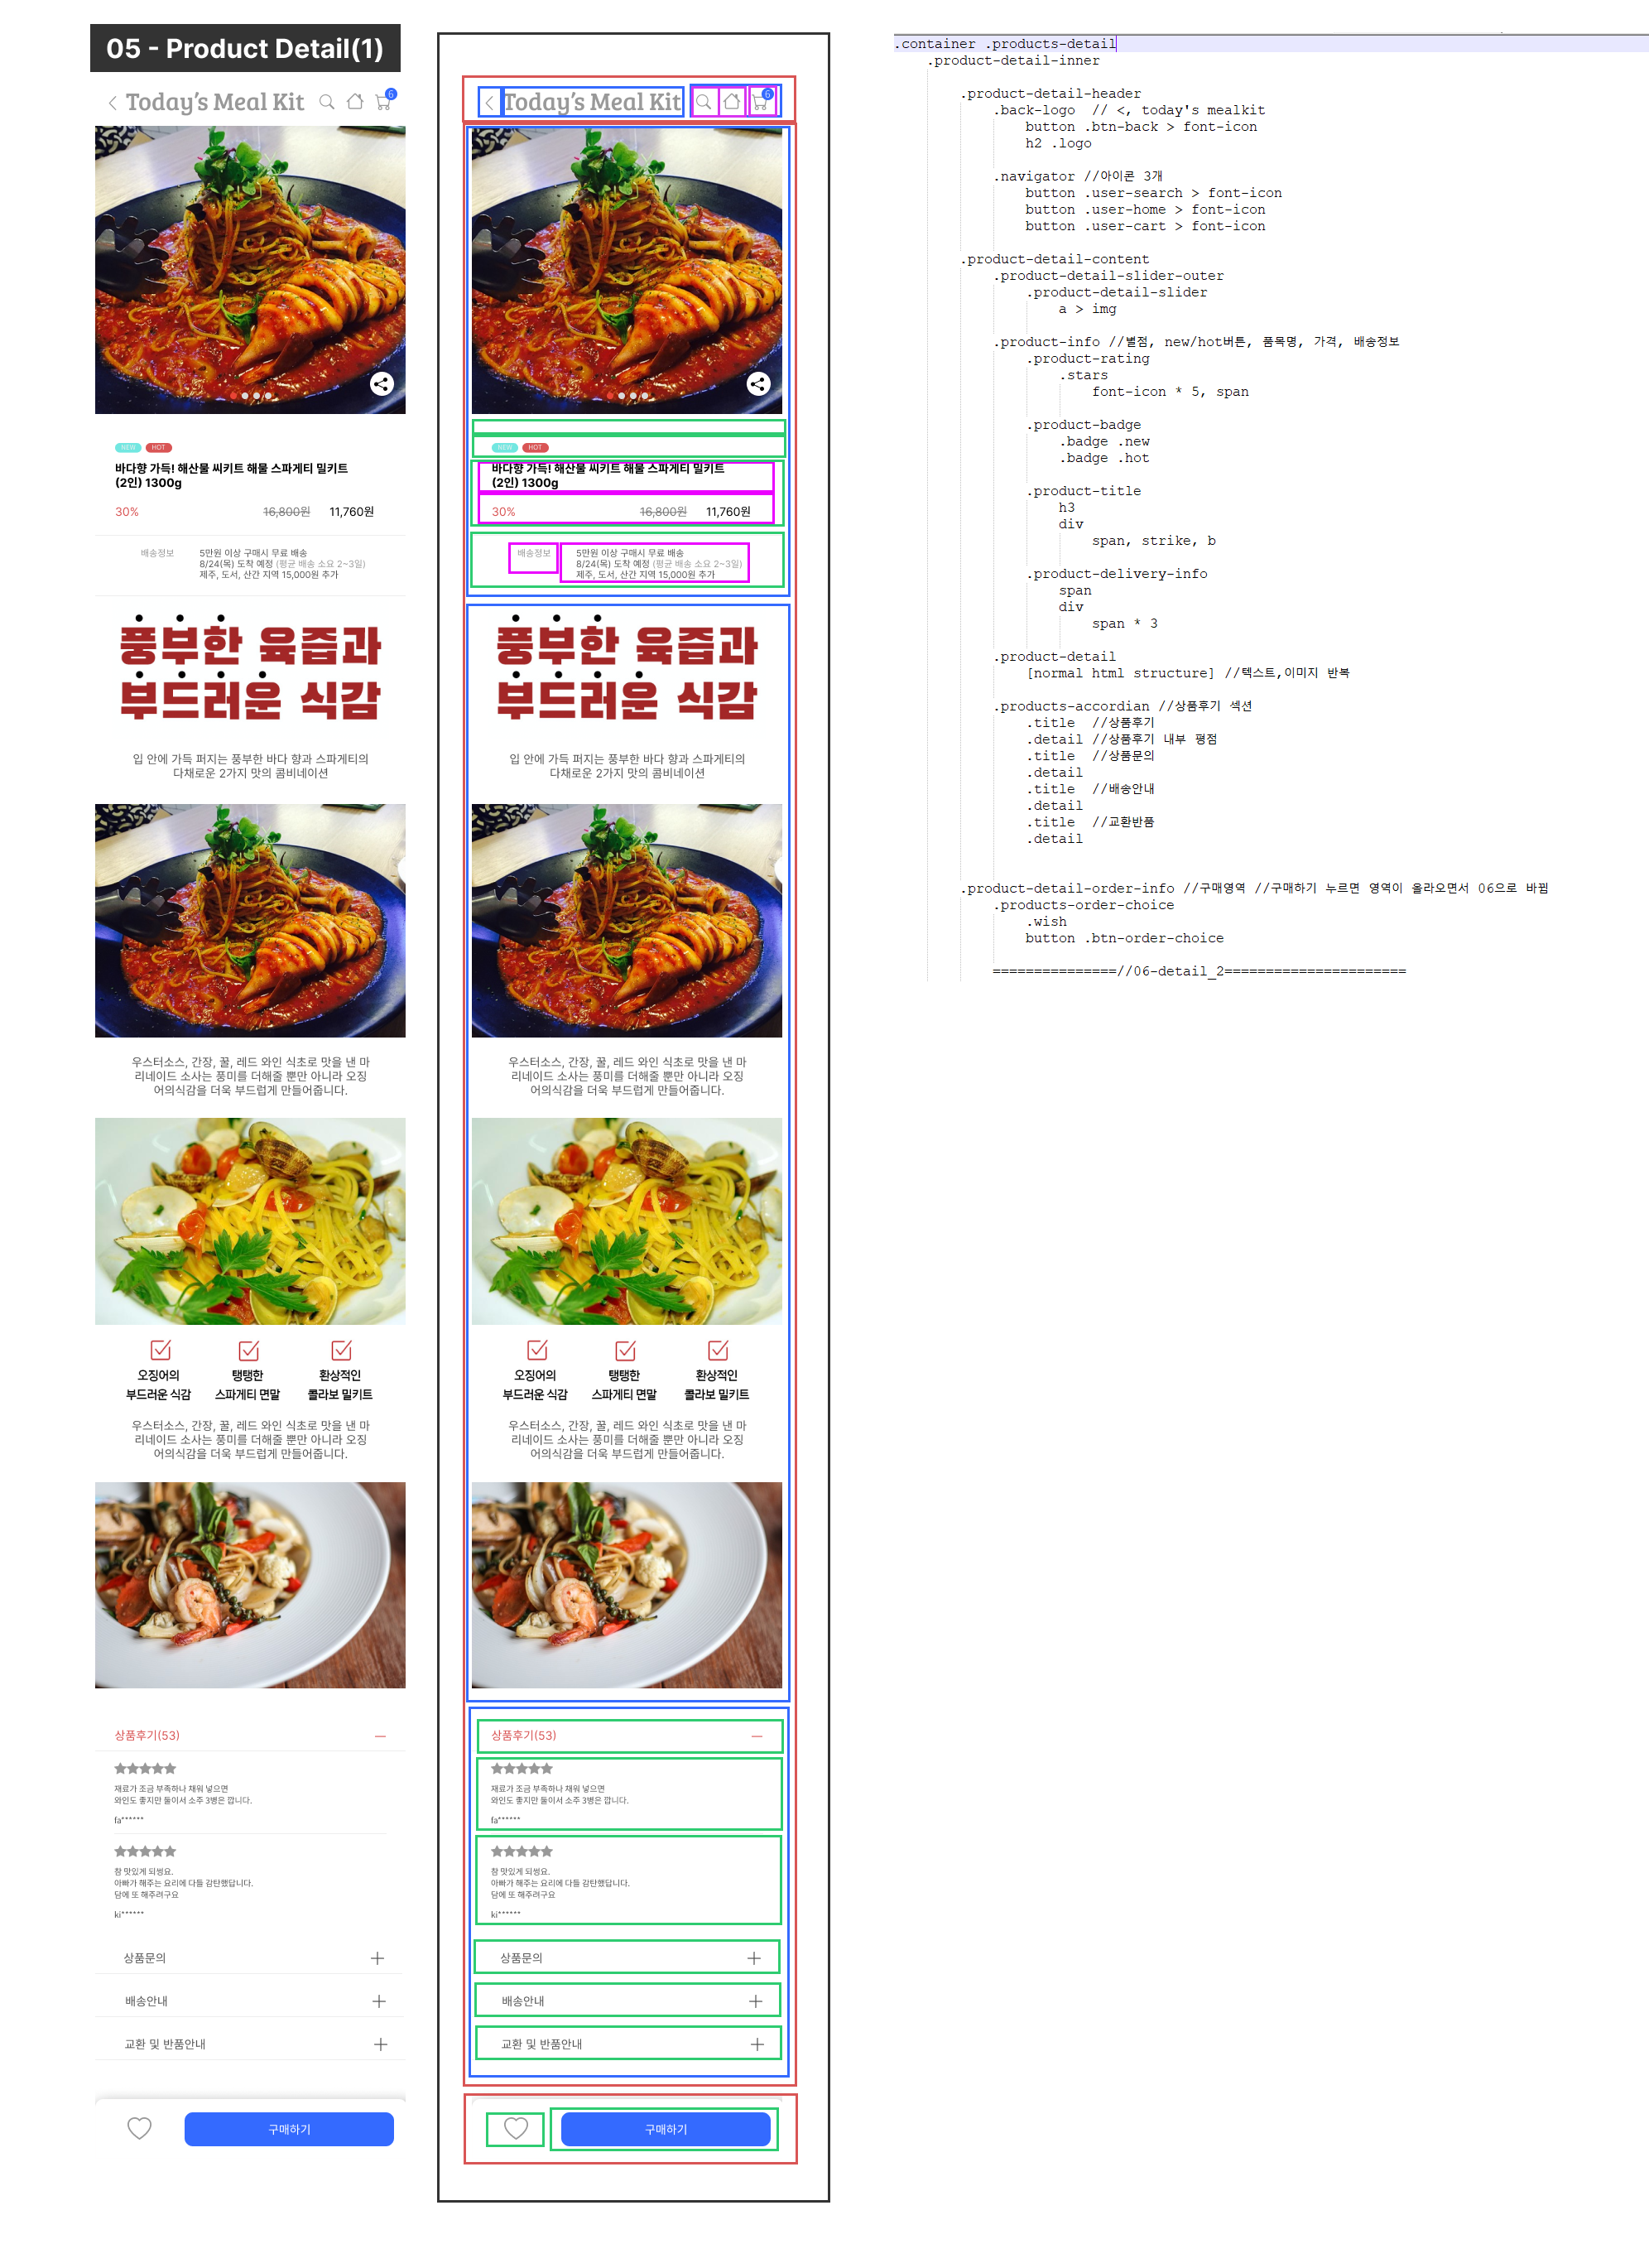 05 - Product Detail(1)
Today's Meal Kit
6
NEW HOT
바다향 가득! 해산물 씨키트 해물 스파게티 밀키트
(2인) 1300g
30% 16,800원 11,760원
배송정보 5만원 이상 구매시 무료 배송
8/24(목) 도착 예정 (평균 배송 소요 2~3일)
제주, 도서, 산간 지역 15,000원 추가
풍부한 육즙과
부드러운 식감
입 안에 가득 퍼지는 풍부한 바다 향과 스파게티의
다채로운 2가지 맛의 콤비네이션
우스터소스, 간장, 꿀, 레드 와인 식초로 맛을 낸 마
리네이드 소사는 풍미를 더해줄 뿐만 아니라 오징
어의식감을 더욱 부드럽게 만들어줍니다.
오징어의 탱탱한 환상적인
부드러운 식감 스파게티 면말 콜라보 밀키트
우스터소스, 간장, 꿀, 레드 와인 식초로 맛을 낸 마
리네이드 소사는 풍미를 더해줄 뿐만 아니라 오징
어의식감을 더욱 부드럽게 만들어줍니다.
상품후기(53)
재료가 조금 부족하나 채워 넣으면
와인도 좋지만 둘이서 소주 3병은 깝니다.
fa******
참 맛있게 되씽요.
아빠가 해주는 요리에 다들 감탄했답니다.
담에 또 해주려구요
ki******
상품문의
배송안내
교환 및 반품안내
구매하기
Today's Meal Kit
6
NEW HOT
바다향 가득! 해산물 씨키트 해물 스파게티 밀키트
(2인) 1300g
30% 16,800원 11,760원
배송정보 5만원 이상 구매시 무료 배송
8/24(목) 도착 예정 (평균 배송 소요 2~3일)
제주, 도서, 산간 지역 15,000원 추가
풍부한 육즙과
부드러운 식감
입 안에 가득 퍼지는 풍부한 바다 향과 스파게티의
다채로운 2가지 맛의 콤비네이션
우스터소스, 간장, 꿀, 레드 와인 식초로 맛을 낸 마
리네이드 소사는 풍미를 더해줄 뿐만 아니라 오징
어의식감을 더욱 부드럽게 만들어줍니다.
오징어의 탱탱한 환상적인
부드러운 식감 스파게티 면말 콜라보 밀키트
우스터소스, 간장, 꿀, 레드 와인 식초로 맛을 낸 마
리네이드 소사는 풍미를 더해줄 뿐만 아니라 오징
어의식감을 더욱 부드럽게 만들어줍니다.
상품후기(53)
재료가 조금 부족하나 채워 넣으면
와인도 좋지만 둘이서 소주 3병은 깝니다.
fa******
참 맛있게 되씽요.
아빠가 해주는 요리에 다들 감탄했답니다.
담에 또 해주려구요
ki******
상품문의
배송안내
교환 및 반품안내
구매하기
.container .products-detail
.product-detail-inner
.product-detail-header
.back-logo // <, today's mealkit
button .btn-back > font-icon
h2 .logo
.navigator //아이콘 3개
button .user-search > font-icon
button .user-home > font-icon
button .user-cart > font-icon
.product-detail-content
.product-detail-slider-outer
.product-detail-slider
a > img
.product-info //별점, new/hot버튼, 품목명, 가격, 배송정보
.product-rating
.stars
font-icon * 5, span
.product-badge
.badge .new
.badge .hot
.product-title
h3
div
span, strike, b
.product-delivery-info
span
div
span * 3
.product-detail
[normal html structure] //텍스트,이미지 반복
.products-accordian //상품후기 섹션
.title //상품후기
.detail //상품후기 내부 평점
.title //상품문의
.detail
.title //배송안내
.detail
.title //교환반품
.detail
.product-detail-order-info //구매영역 //구매하기 누르면 영역이 올라오면서 06으로 바뀜
.products-order-choice
.wish
button .btn-order-choice
===============//06-detail_2======================